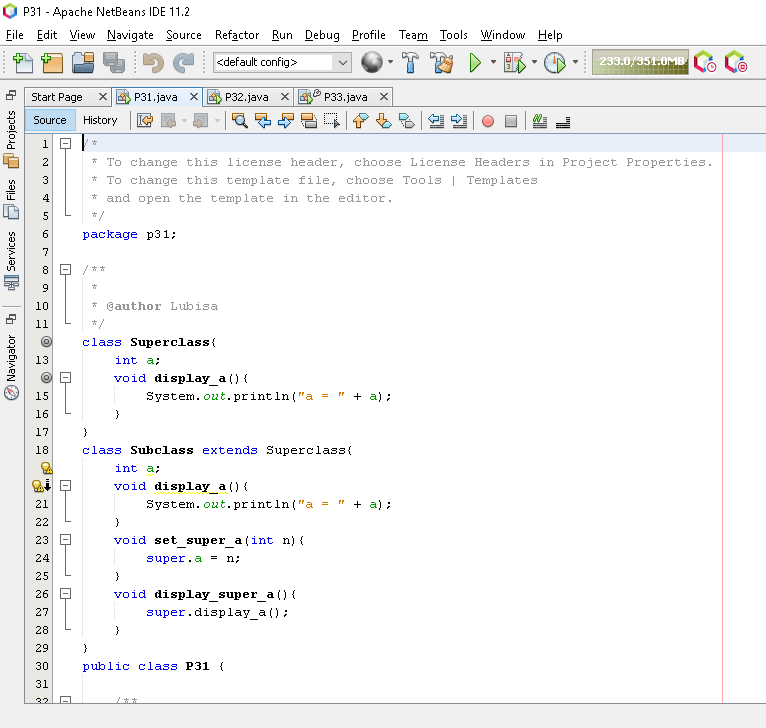 P31 - Apache NetBeans IDE 11.2
File Edit View Navigate Source Refactor Run Debug Profile Team Tools Window Help
<default config> 233.0/351.0MB
Start Page P31.java P32.java P33.java
Source History
Projects
Files
Services
Navigator
1 /*
2 * To change this license header, choose License Headers in Project Properties.
3 * To change this template file, choose Tools | Templates
4 * and open the template in the editor.
5 */
6 package p31;
7
8 /**
9 *
10 * @author Lubisa
11 */
class Superclass{
13 int a;
void display_a(){
15 System.out.println("a = " + a);
16 }
17 }
18 class Subclass extends Superclass{
int a;
void display_a(){
21 System.out.println("a = " + a);
22 }
23 void set_super_a(int n){
24 super.a = n;
25 }
26 void display_super_a(){
27 super.display_a();
28 }
29 }
30 public class P31 {
31
32 /**